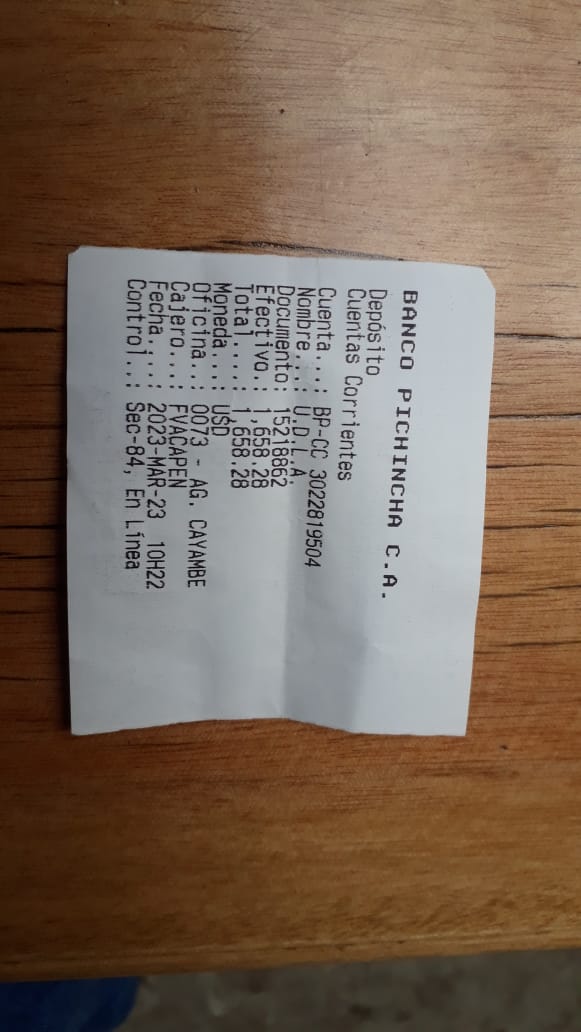 BANCO PICHINCHA C.A.
Depósito
Cuentas Corrientes
Cuenta...: BP-CC 3022819504
Nombre...: U.D.L.A.
Documento: 15218862
Efectivo.: 1,658.28
Total....: 1,658.28
Moneda...: USD
Oficina..: 0073 - AG. CAYAMBE
Cajero...: FVACAPEN
Fecha....: 2023-MAR-23 10H22
Control..: Sec-84, En Línea